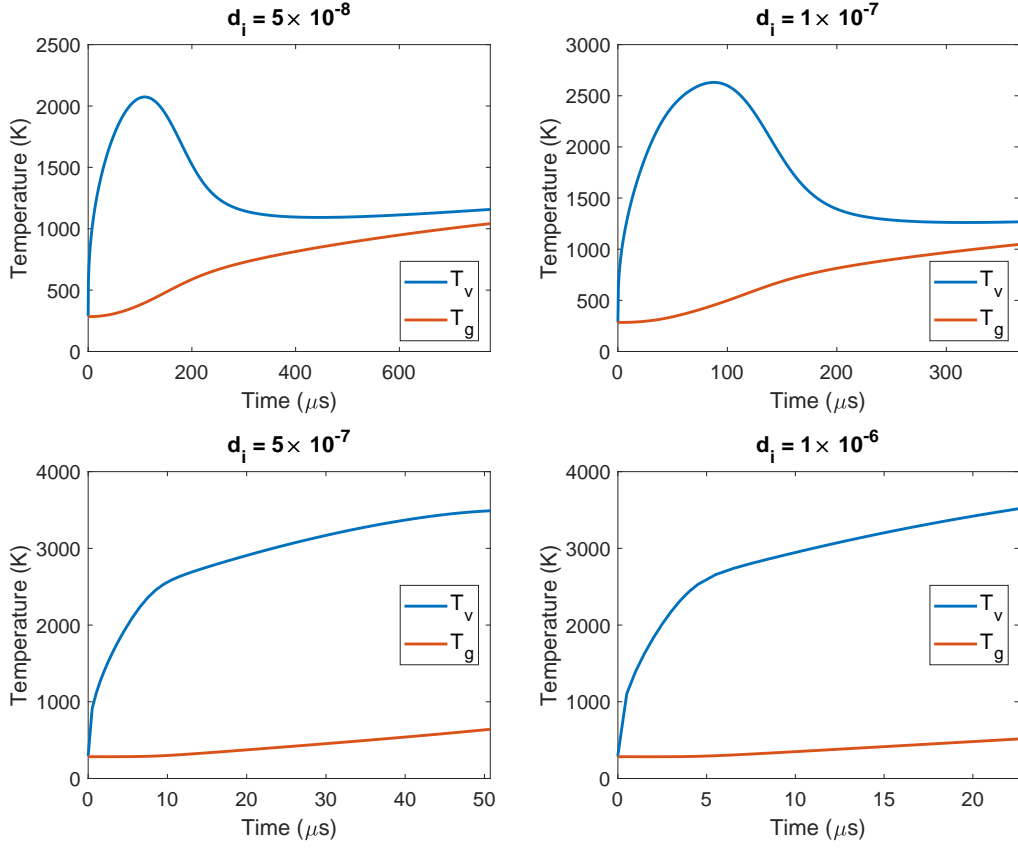 d_i = 5× 10^-8
2500
2000
1500
1000
500
0
0 200 400 600
Temperature (K)
Time (μs)
T_v
T_g
d_i = 1× 10^-7
3000
2500
2000
1500
1000
500
0
0 100 200 300
Temperature (K)
Time (μs)
T_v
T_g
d_i = 5× 10^-7
4000
3000
2000
1000
0
0 10 20 30 40 50
Temperature (K)
Time (μs)
T_v
T_g
d_i = 1× 10^-6
4000
3000
2000
1000
0
0 5 10 15 20
Temperature (K)
Time (μs)
T_v
T_g